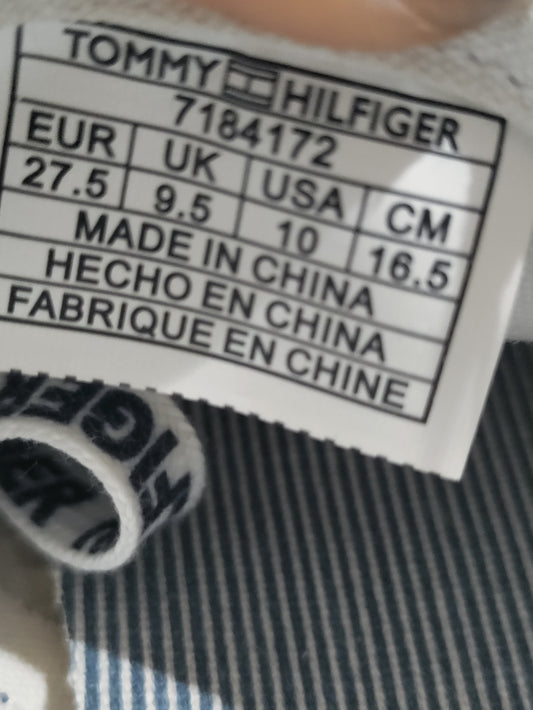 TOMMY HILFIGER
7184172
EUR UK USA CM
27.5 9.5 10 16.5
MADE IN CHINA
HECHO EN CHINA
FABRIQUE EN CHINE